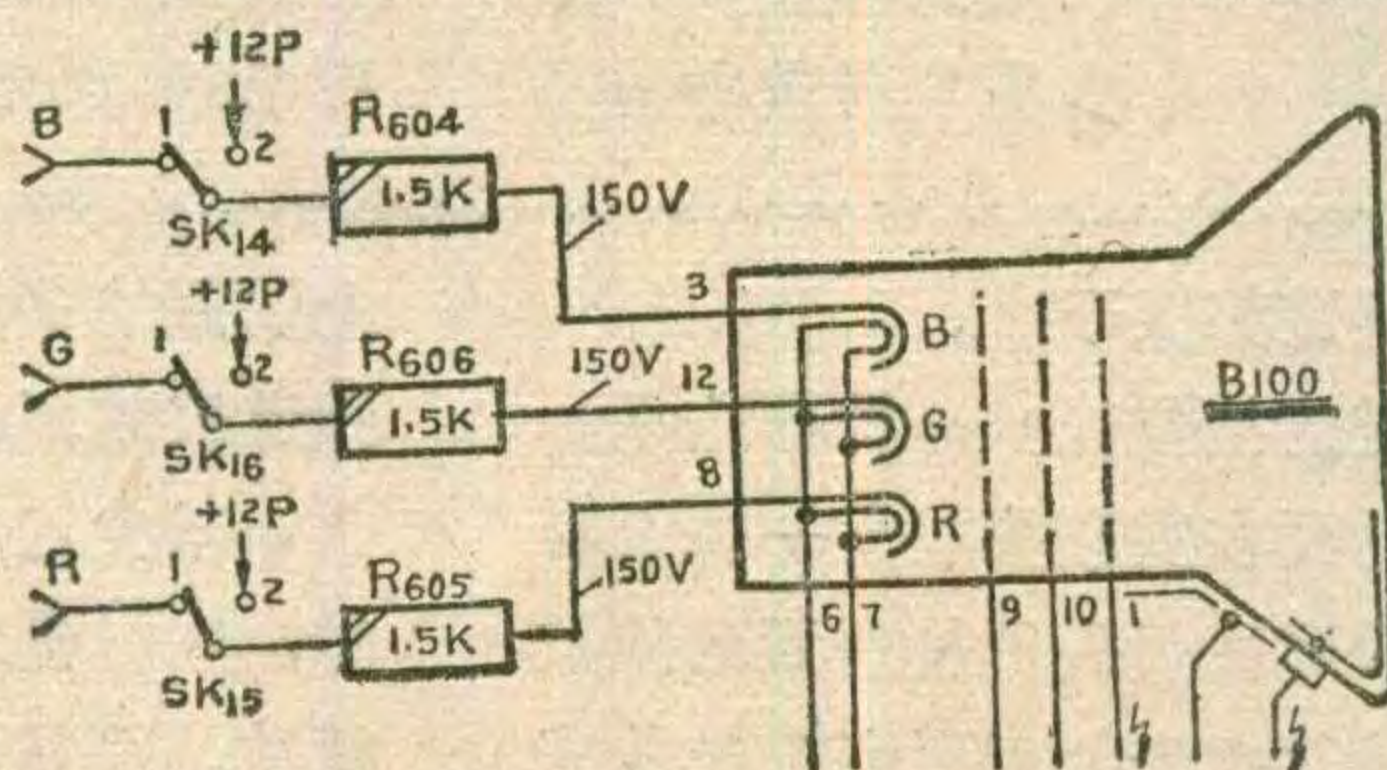 +12P
B 1 2 R604
1.5K 150V
SK14
3
+12P
B
G 1 2 R606 150V 12
1.5K
G
B100
SK16
8
+12P
R
R 1 2 R605 150V
1.5K
6 7 9 10 1
SK15